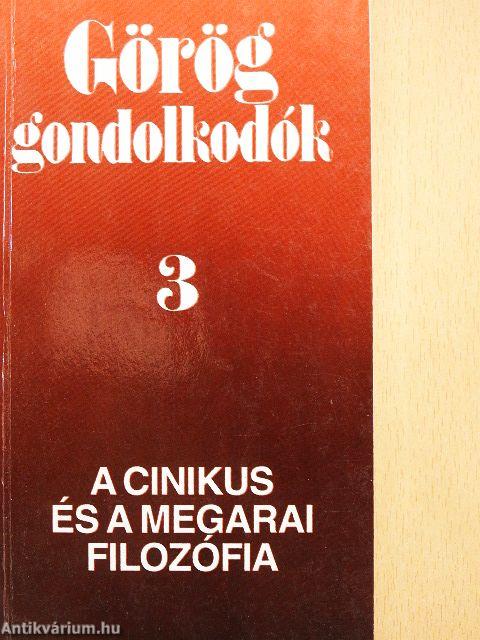 Görög
gondolkodók
3
A CINIKUS
ÉS A MEGARAI
FILOZÓFIA
Antikvárium.hu